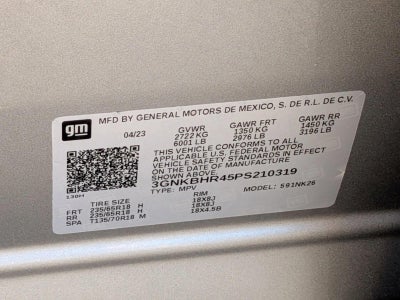 gm
MFD BY GENERAL MOTORS DE MEXICO, S. DE R.L. DE C.V.
04/23 GVWR GAWR FRT GAWR RR
2722 KG 1350 KG 1450 KG
6001 LB 2976 LB 3196 LB
THIS VEHICLE CONFORMS TO ALL
APPLICABLE U.S. FEDERAL MOTOR
VEHICLE SAFETY STANDARDS IN EFFECT
ON THE DATE OF MANUFACTURE
SHOWN ABOVE.
3GNKBHR45PS210319
TYPE: MPV MODEL: 591NK26
TIRE SIZE RIM
FRT 235/65R18 H 18X8J
RR 235/65R18 H 18X8J
SPA T135/70R18 M 18X4.5B